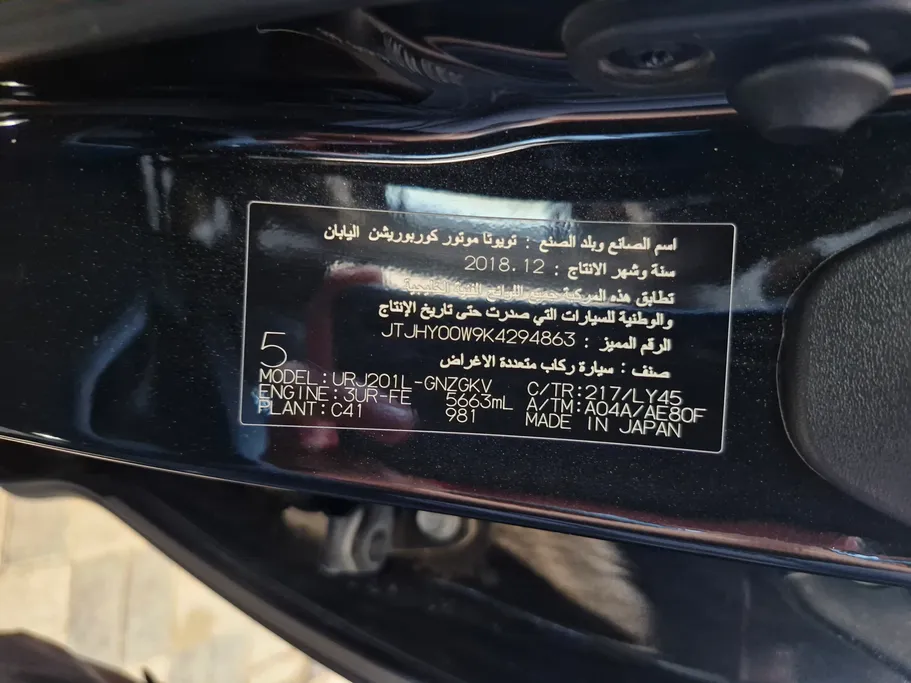 اسم الصانع وبلد الصنع : تويوتا موتور كوربوريشن اليابان
سنة وشهر الانتاج : 2018.12
تطابق هذه المركبة جميع اللوائح الفنية الخليجية
والوطنية للسيارات التي صدرت حتى تاريخ الإنتاج
الرقم المميز : JTJHY00W9K4294863
صنف : سيارة ركاب متعددة الاغراض
5
MODEL:URJ201L-GNZGKV C/TR:217/LY45
ENGINE:3UR-FE 5663mL A/TM:A04A/AE80F
PLANT:C41 981 MADE IN JAPAN